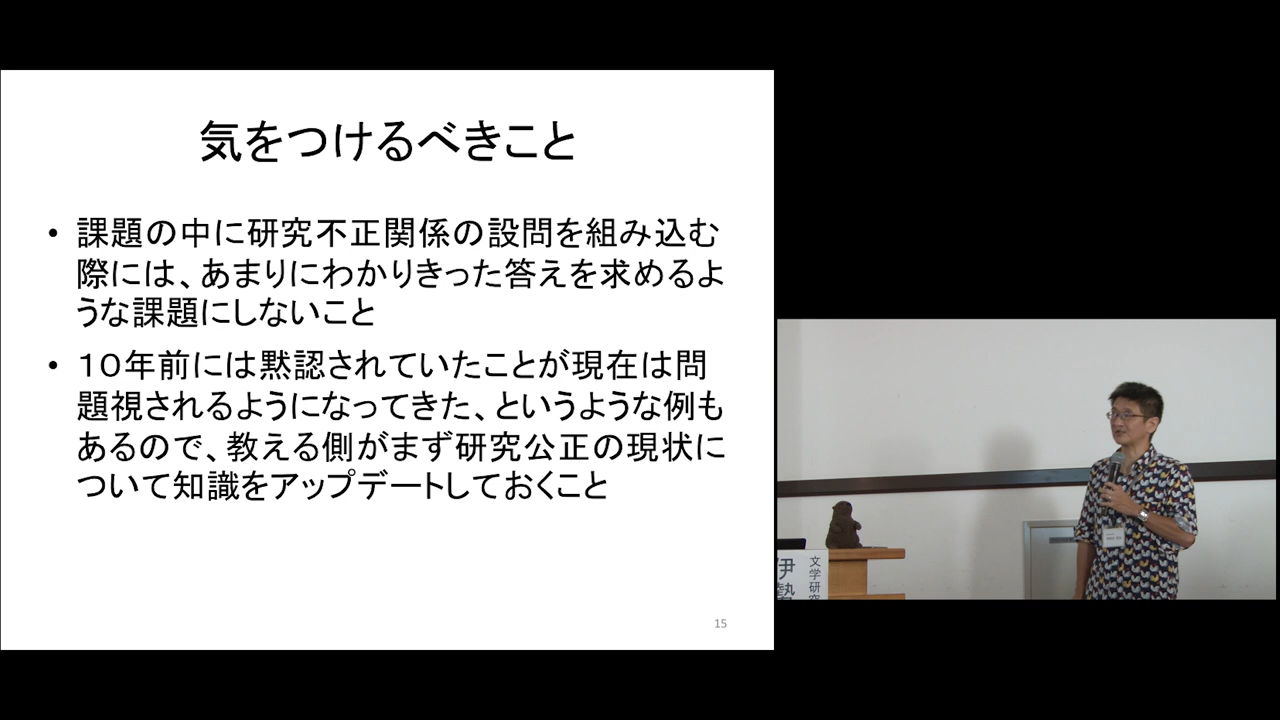 気をつけるべきこと
• 課題の中に研究不正関係の設問を組み込む
際には、あまりにわかりきった答えを求めるよ
うな課題にしないこと
• １０年前には黙認されていたことが現在は問
題視されるようになってきた、というような例も
あるので、教える側がまず研究公正の現状に
ついて知識をアップデートしておくこと
15
文学研究
伊勢